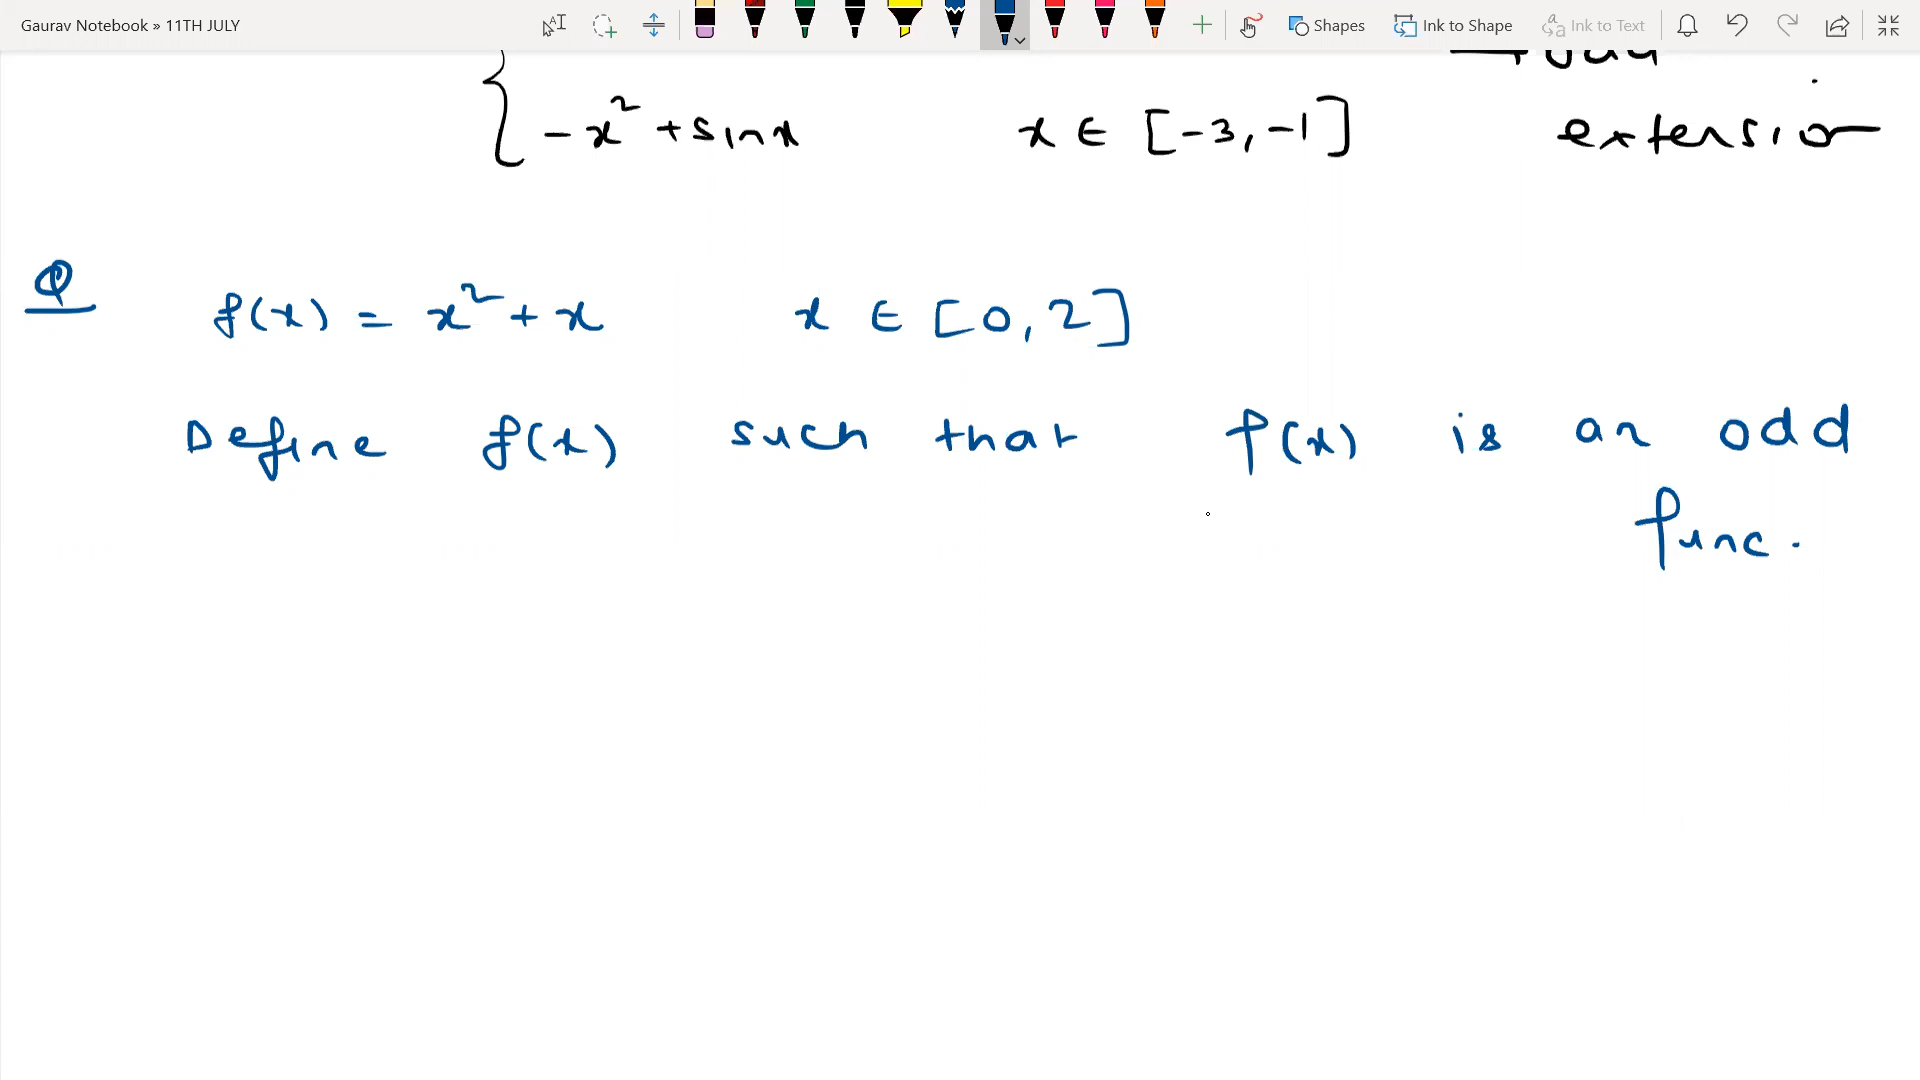 Gaurav Notebook » 11TH JULY
Shapes
Ink to Shape
Ink to Text
-x² + sinx x ∈ [-3, -1] extension
Q
f(x) = x² + x x ∈ [0, 2]
Define f(x) such that f(x) is an odd
func.